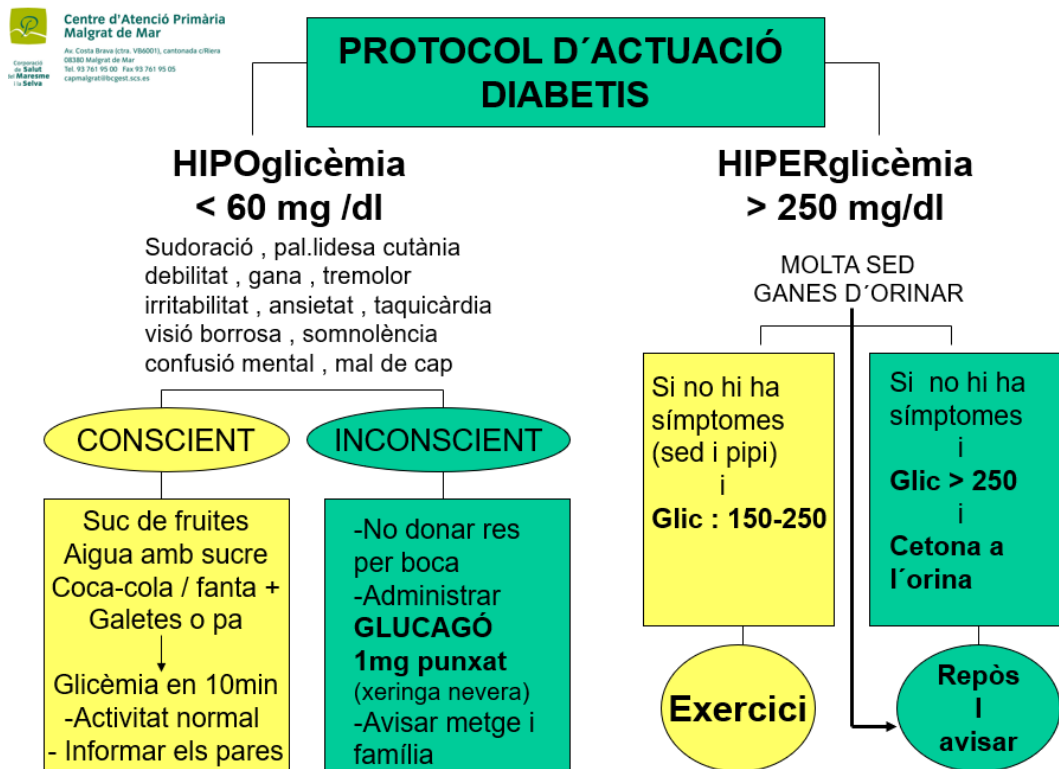 Centre d'Atenció Primària
Malgrat de Mar
Av. Costa Brava (ctra. VB6001), cantonada c/Riera
08380 Malgrat de Mar
Tel. 93 761 95 00 Fax 93 761 95 05
capmalgrat@bcgest.scs.es
Corporació
de Salut
del Maresme
i la Selva
PROTOCOL D´ACTUACIÓ
DIABETIS
HIPOglicèmia
< 60 mg /dl
Sudoració , pal.lidesa cutània
debilitat , gana , tremolor
irritabilitat , ansietat , taquicàrdia
visió borrosa , somnolència
confusió mental , mal de cap
CONSCIENT
Suc de fruites
Aigua amb sucre
Coca-cola / fanta +
Galetes o pa
Glicèmia en 10min
-Activitat normal
- Informar els pares
INCONSCIENT
-No donar res
per boca
-Administrar
GLUCAGÓ
1mg punxat
(xeringa nevera)
-Avisar metge i
família
HIPERglicèmia
> 250 mg/dl
MOLTA SED
GANES D´ORINAR
Si no hi ha
símptomes
(sed i pipi)
i
Glic : 150-250
Exercici
Si no hi ha
símptomes
i
Glic > 250
i
Cetona a
l´orina
Repòs
I
avisar